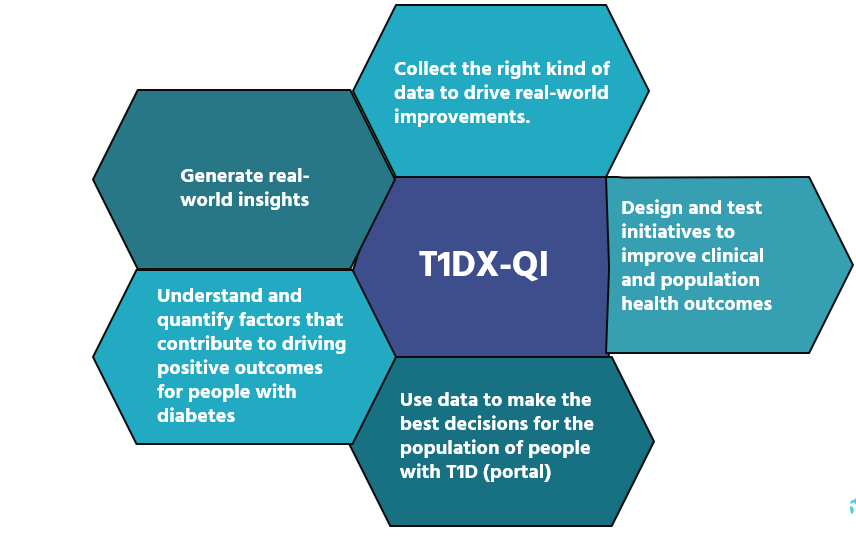 Collect the right kind of
data to drive real-world
improvements.
Generate real-
world insights
T1DX-QI
Design and test
initiatives to
improve clinical
and population
health outcomes
Understand and
quantify factors that
contribute to driving
positive outcomes
for people with
diabetes
Use data to make the
best decisions for the
population of people
with T1D (portal)